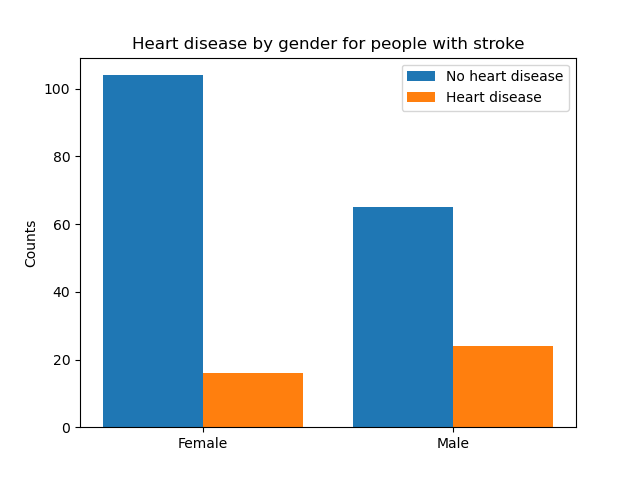 Heart disease by gender for people with stroke
No heart disease
Heart disease
100
80
60
40
20
0
Counts
Female
Male